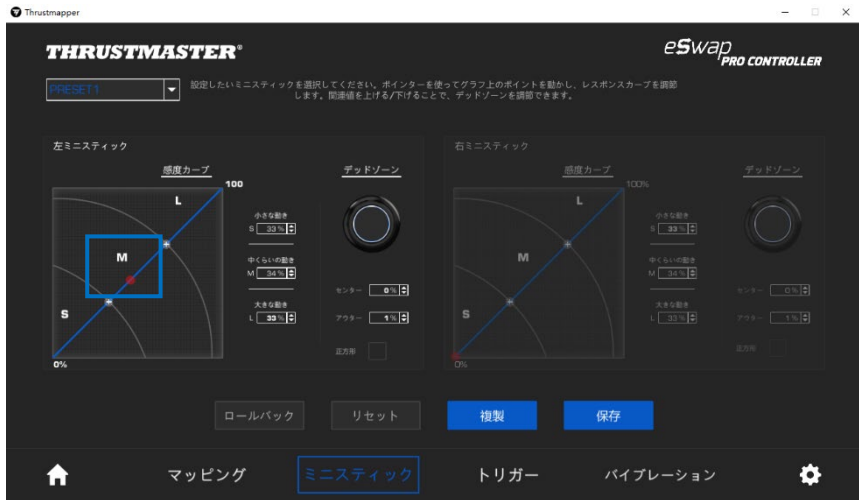 Thrustmapper
THRUSTMASTER®
eSwap
PRO CONTROLLER
PRESET1
設定したいミニスティックを選択してください。ポインターを使ってグラフ上のポイントを動かし、レスポンスカーブを調節
します。関連値を上げる/下げることで、デッドゾーンを調節できます。
左ミニスティック
感度カーブ
デッドゾーン
100
L
M
S
0%
小さな動き
S 33%
中くらいの動き
M 34%
大きな動き
L 33%
センター 0%
アウター 1%
正方形
右ミニスティック
感度カーブ
デッドゾーン
100%
L
M
S
0%
小さな動き
S 33%
中くらいの動き
M 34%
大きな動き
L 33%
センター 0%
アウター 1%
正方形
ロールバック
リセット
複製
保存
マッピング
ミニスティック
トリガー
バイブレーション